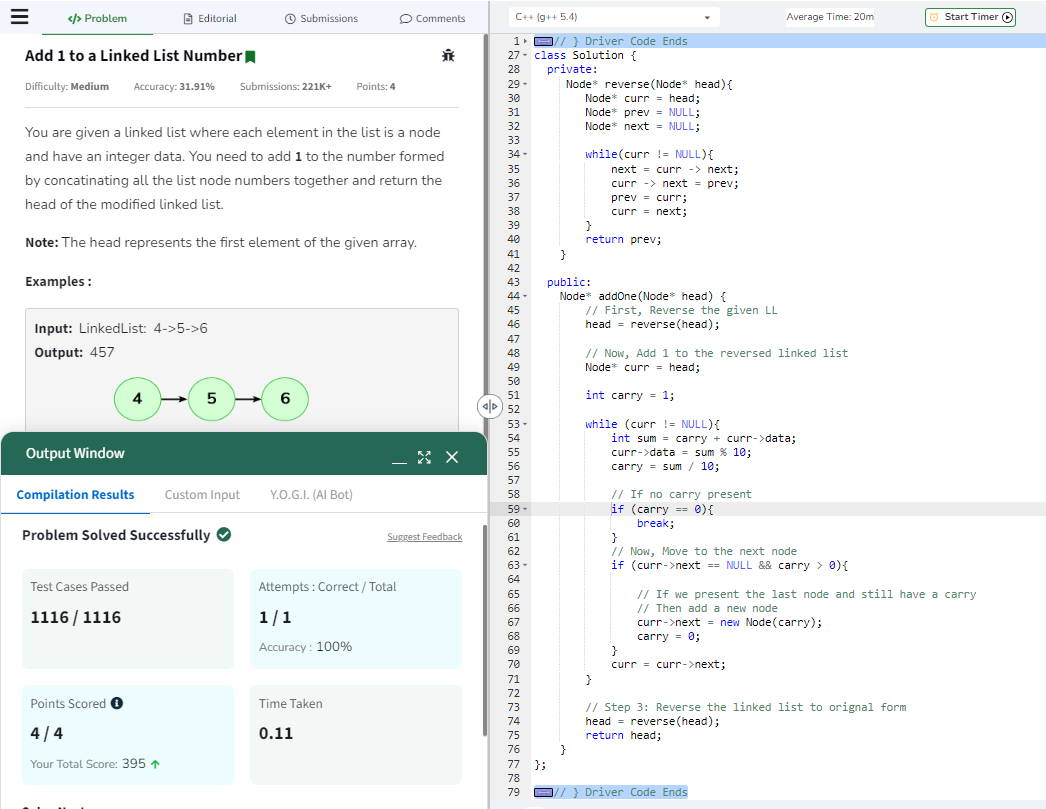 Problem
Editorial
Submissions
Comments
Add 1 to a Linked List Number
Difficulty: Medium Accuracy: 31.91% Submissions: 221K+ Points: 4
You are given a linked list where each element in the list is a node
and have an integer data. You need to add 1 to the number formed
by concatinating all the list node numbers together and return the
head of the modified linked list.
Note: The head represents the first element of the given array.
Examples :
Input: LinkedList: 4->5->6
Output: 457
4 5 6
Output Window
Compilation Results Custom Input Y.O.G.I. (AI Bot)
Problem Solved Successfully
Suggest Feedback
Test Cases Passed
1116 / 1116
Attempts : Correct / Total
1 / 1
Accuracy : 100%
Points Scored
4 / 4
Your Total Score: 395
Time Taken
0.11
C++ (g++ 5.4)
Average Time: 20m
Start Timer
1 // } Driver Code Ends
27 class Solution {
28 private:
29 Node* reverse(Node* head){
30 Node* curr = head;
31 Node* prev = NULL;
32 Node* next = NULL;
33
34 while(curr != NULL){
35 next = curr -> next;
36 curr -> next = prev;
37 prev = curr;
38 curr = next;
39 }
40 return prev;
41 }
42
43 public:
44 Node* addOne(Node* head) {
45 // First, Reverse the given LL
46 head = reverse(head);
47
48 // Now, Add 1 to the reversed linked list
49 Node* curr = head;
50
51 int carry = 1;
52
53 while (curr != NULL){
54 int sum = carry + curr->data;
55 curr->data = sum % 10;
56 carry = sum / 10;
57
58 // If no carry present
59 if (carry == 0){
60 break;
61 }
62 // Now, Move to the next node
63 if (curr->next == NULL && carry > 0){
64
65 // If we present the last node and still have a carry
66 // Then add a new node
67 curr->next = new Node(carry);
68 carry = 0;
69 }
70 curr = curr->next;
71 }
72
73 // Step 3: Reverse the linked list to orignal form
74 head = reverse(head);
75 return head;
76 }
77 };
78
79 // } Driver Code Ends